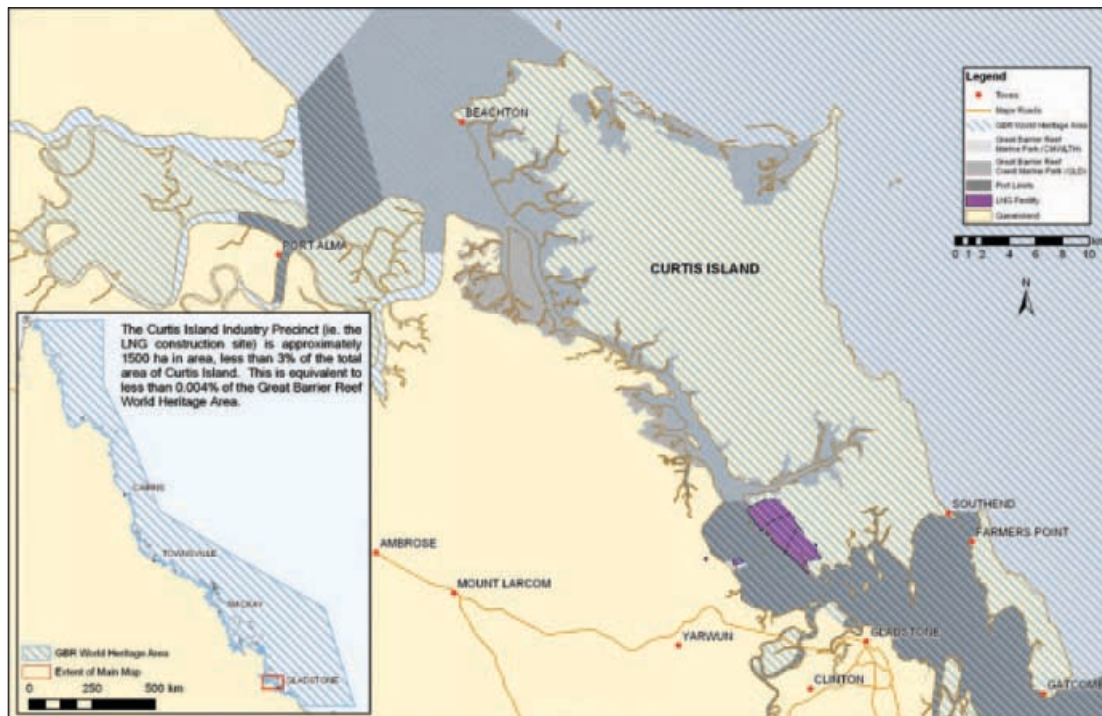 BEACHTON
PORT ALMA
CURTIS ISLAND
Legend
Towns
Major Roads
GBR World Heritage Area
Great Barrier Reef
Marine Park (CMWLTH)
Great Barrier Reef
Coast Marine Park (QLD)
Port Limits
LNG Facility
Queensland
0 1 2 4 6 8 10
N
The Curtis Island Industry Precinct (ie. the
LNG construction site) is approximately
1500 ha in area, less than 3% of the total
area of Curtis Island. This is equivalent to
less than 0.004% of the Great Barrier Reef
World Heritage Area.
CAIRNS
TOWNSVILLE
MACKAY
GLADSTONE
GBR World Heritage Area
Extent of Main Map
0 250 500 km
SOUTHEND
FARMERS POINT
AMBROSE
MOUNT LARCOM
YARWUN
GLADSTONE
CLINTON
GATCOMB